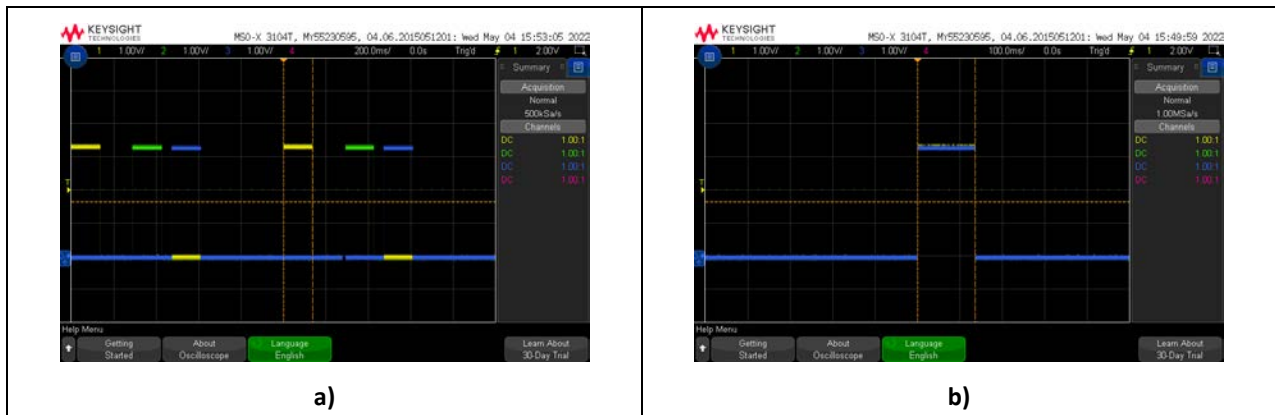 KEYSIGHT
TECHNOLOGIES
MSO-X 3104T, MY55230595, 04.06.2015051201: Wed May 04 15:53:05 2022
1 1.00V/ 2 1.00V/ 3 1.00V/ 4 200.0ms/ 0.0s Trig'd 1 2.00V
Summary
Acquisition
Normal
500kSa/s
Channels
DC 1.00:1
DC 1.00:1
DC 1.00:1
DC 1.00:1
T
Help Menu
Getting
Started
About
Oscilloscope
Language
English
Learn About
30-Day Trial
a)
KEYSIGHT
TECHNOLOGIES
MSO-X 3104T, MY55230595, 04.06.2015051201: Wed May 04 15:49:59 2022
1 1.00V/ 2 1.00V/ 3 1.00V/ 4 100.0ms/ 0.0s Trig'd 1 2.00V
Summary
Acquisition
Normal
1.00MSa/s
Channels
DC 1.00:1
DC 1.00:1
DC 1.00:1
DC 1.00:1
T
Help Menu
Getting
Started
About
Oscilloscope
Language
English
Learn About
30-Day Trial
b)